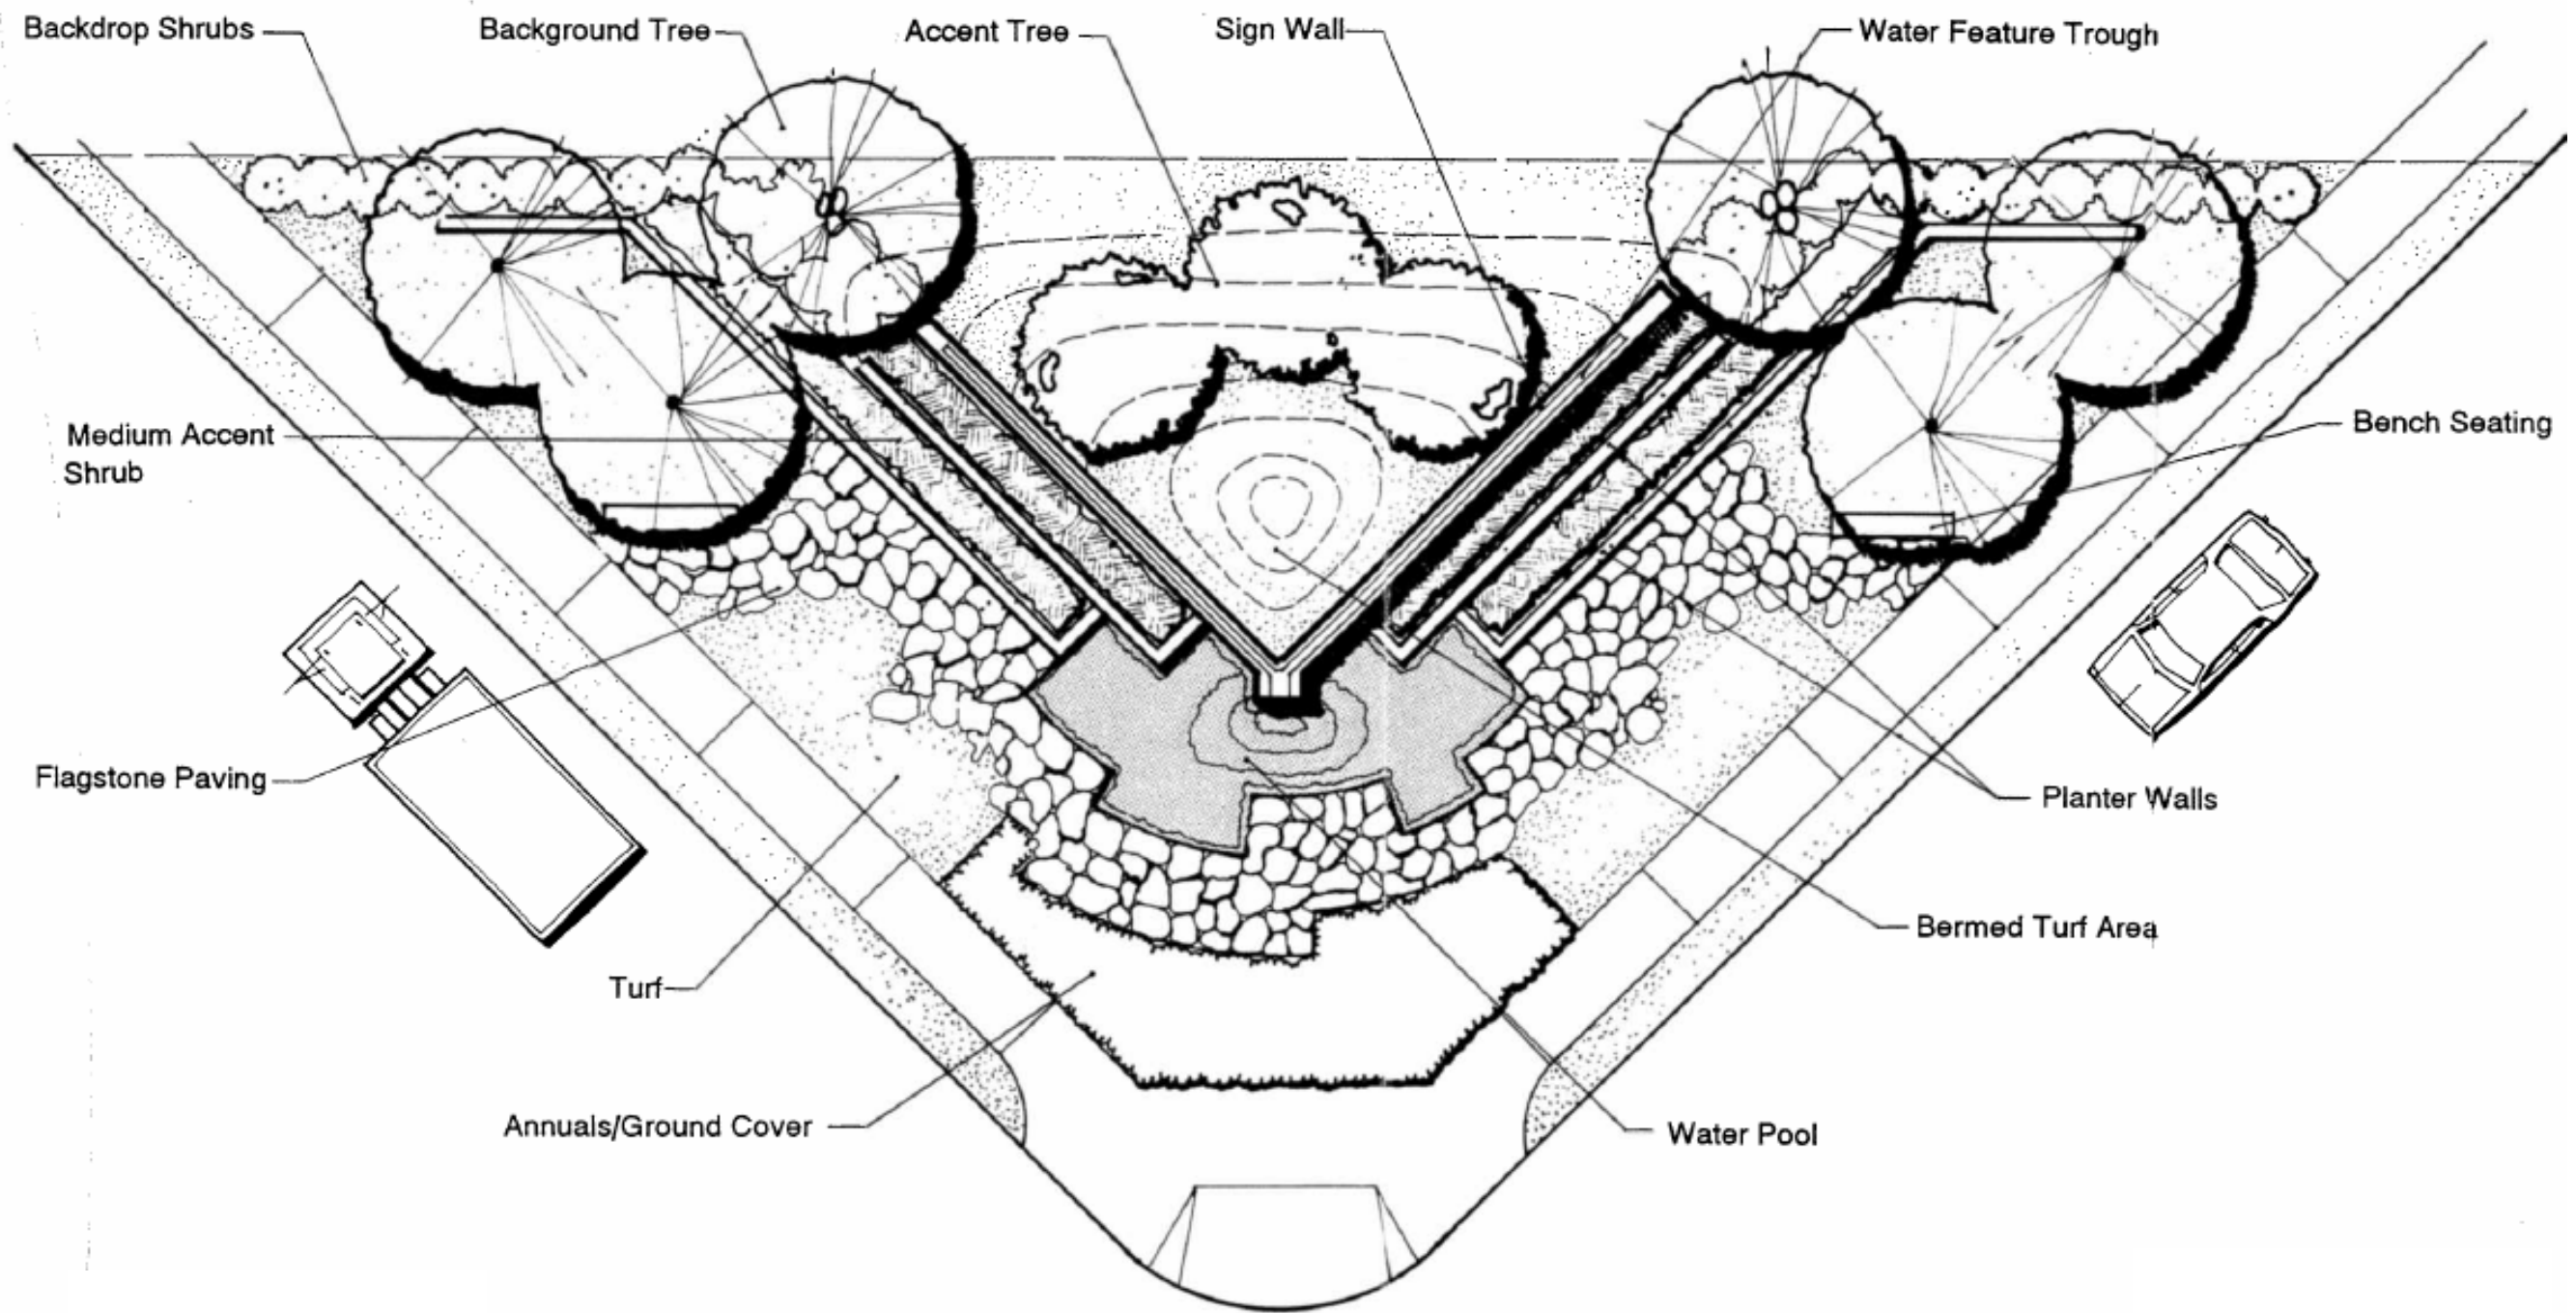 Backdrop Shrubs
Background Tree
Accent Tree
Sign Wall
Water Feature Trough
Medium Accent
Shrub
Bench Seating
Flagstone Paving
Planter Walls
Bermed Turf Area
Turf
Annuals/Ground Cover
Water Pool